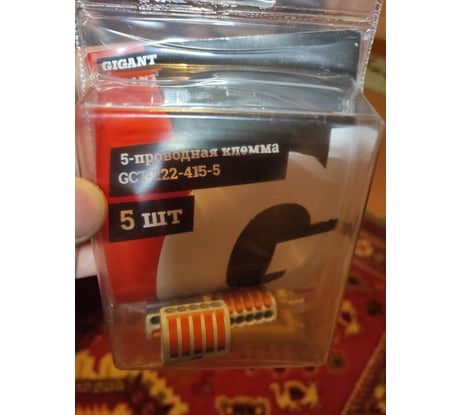 GIGANT
5-проводная клемма
GCT-222-415-5
5 шт